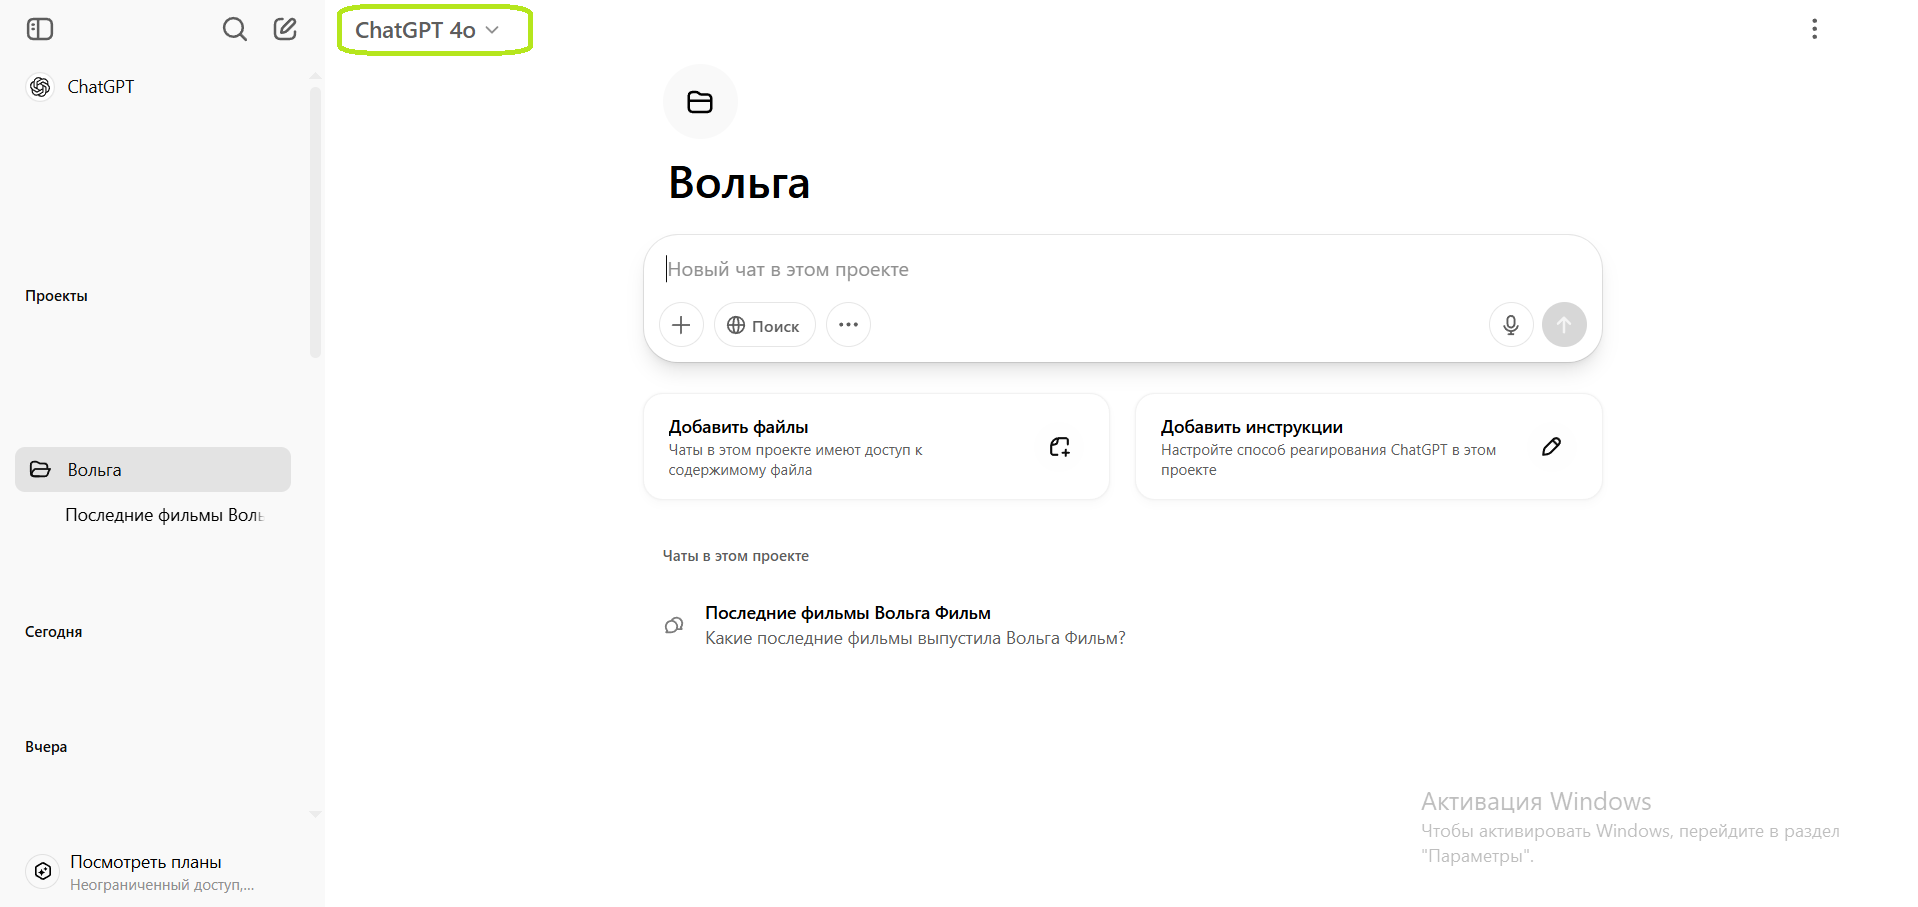 ChatGPT
Проекты
Вольга
Последние фильмы Воль
Сегодня
Вчера
Посмотреть планы
Неограниченный доступ,...
ChatGPT 4o
Вольга
Новый чат в этом проекте
Поиск
Добавить файлы
Чаты в этом проекте имеют доступ к
содержимому файла
Добавить инструкции
Настройте способ реагирования ChatGPT в этом
проекте
Чаты в этом проекте
Последние фильмы Вольга Фильм
Какие последние фильмы выпустила Вольга Фильм?
Активация Windows
Чтобы активировать Windows, перейдите в раздел
"Параметры".